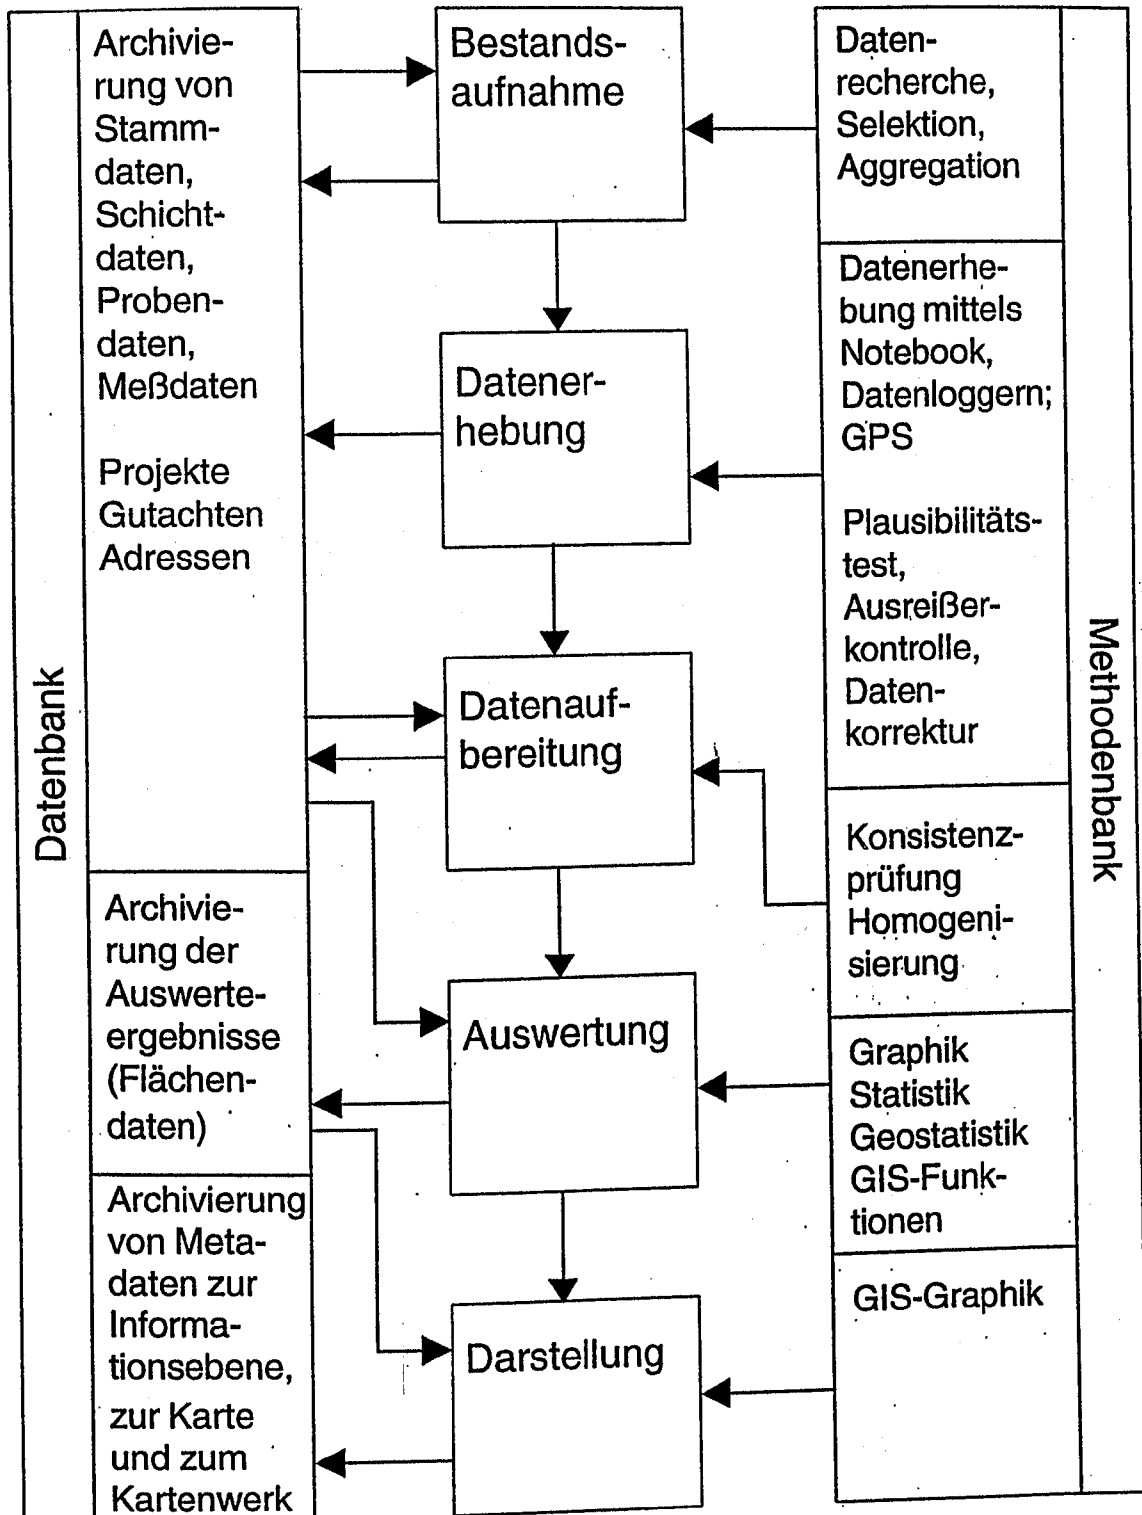 Datenbank
Archivie-
rung von
Stamm-
daten,
Schicht-
daten,
Proben-
daten,
Meßdaten
Projekte
Gutachten
Adressen
Archivie-
rung der
Auswerte-
ergebnisse
(Flächen-
daten)
Archivierung
von Meta-
daten zur
Informa-
tionsebene,
zur Karte
und zum
Kartenwerk
Bestands-
aufnahme
Datener-
hebung
Datenauf-
bereitung
Auswertung
Darstellung
Daten-
recherche,
Selektion,
Aggregation
Datenerhe-
bung mittels
Notebook,
Datenloggern;
GPS
Plausibilitäts-
test,
Ausreißer-
kontrolle,
Daten-
korrektur
Konsistenz-
prüfung
Homogeni-
sierung
Graphik
Statistik
Geostatistik
GIS-Funk-
tionen
GIS-Graphik
Methodenbank